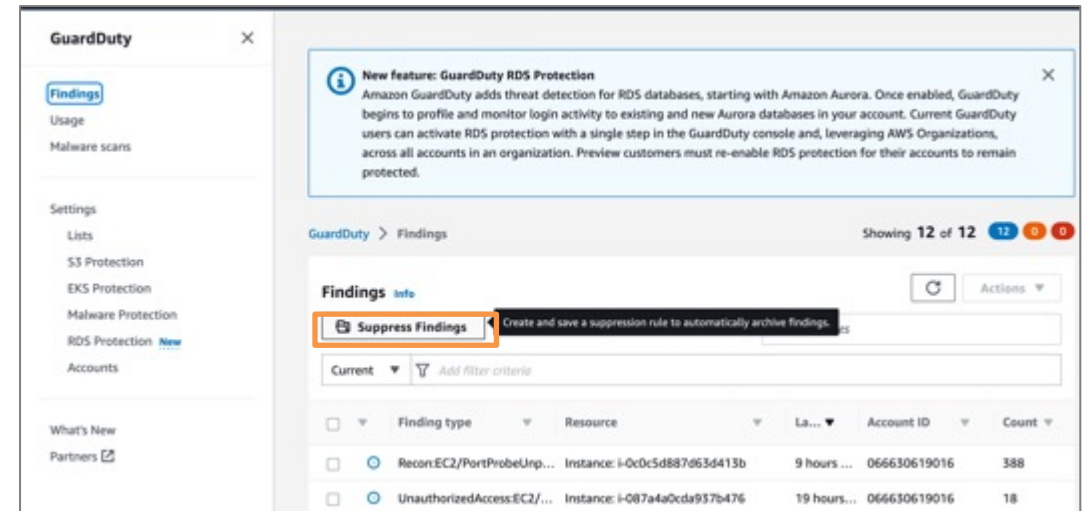 GuardDuty
Findings
Usage
Malware scans
Settings
Lists
S3 Protection
EKS Protection
Malware Protection
RDS Protection New
Accounts
What's New
Partners
New feature: GuardDuty RDS Protection
Amazon GuardDuty adds threat detection for RDS databases, starting with Amazon Aurora. Once enabled, GuardDuty
begins to profile and monitor login activity to existing and new Aurora databases in your account. Current GuardDuty
users can activate RDS protection with a single step in the GuardDuty console and, leveraging AWS Organizations,
across all accounts in an organization. Preview customers must re-enable RDS protection for their accounts to remain
protected.
GuardDuty > Findings
Showing 12 of 12 12 0 0
Findings Info
Actions
Suppress Findings
Create and save a suppression rule to automatically archive findings.
Current
Add filter criteria
Finding type Resource La... Account ID Count
Recon:EC2/PortProbeUnp... Instance: i-0c0c5d887d63d413b 9 hours ... 066630619016 388
UnauthorizedAccess:EC2/... Instance: i-087a4a0cda937b476 19 hours... 066630619016 18